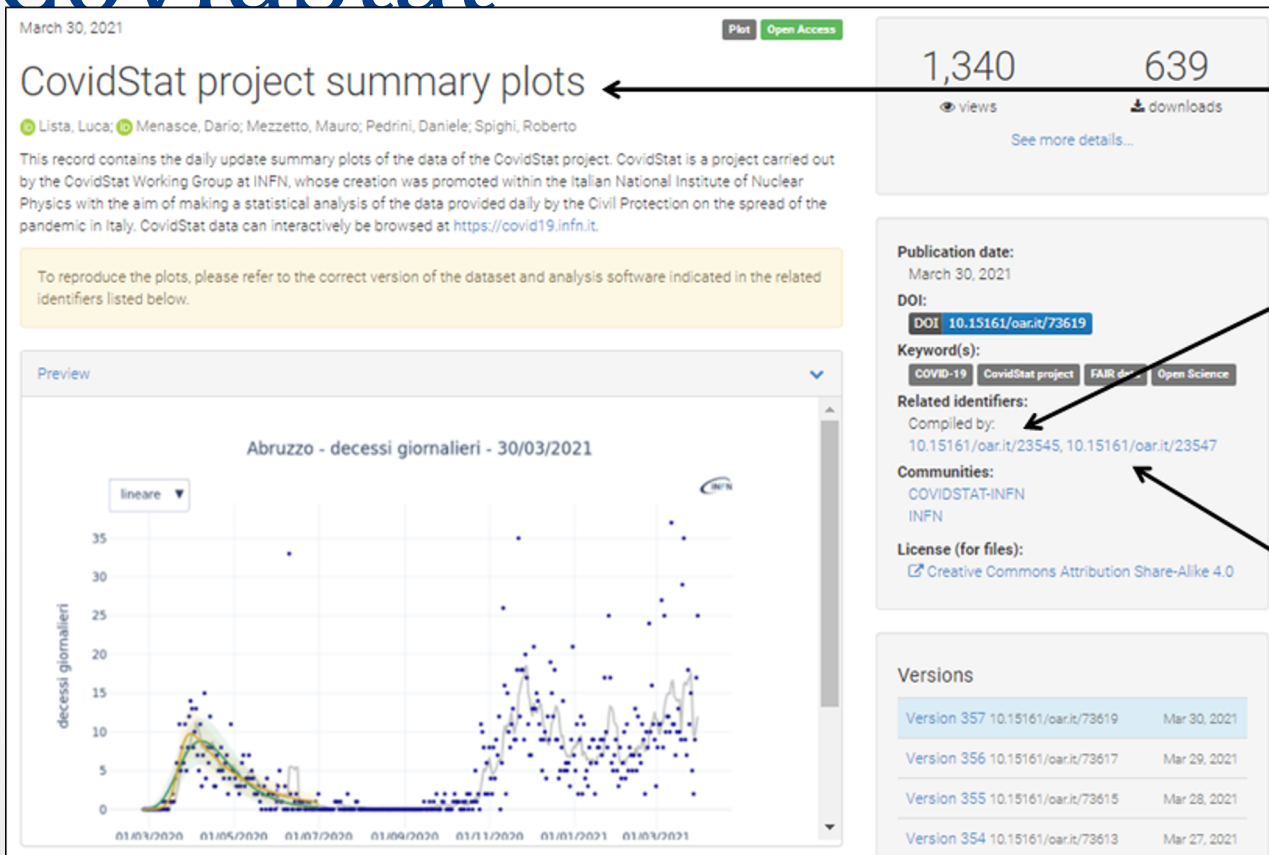 March 30, 2021
Plot Open Access
CovidStat project summary plots
Lista, Luca; Menasce, Dario; Mezzetto, Mauro; Pedrini, Daniele; Spighi, Roberto
This record contains the daily update summary plots of the data of the CovidStat project. CovidStat is a project carried out
by the CovidStat Working Group at INFN, whose creation was promoted within the Italian National Institute of Nuclear
Physics with the aim of making a statistical analysis of the data provided daily by the Civil Protection on the spread of the
pandemic in Italy. CovidStat data can interactively be browsed at https://covid19.infn.it.
To reproduce the plots, please refer to the correct version of the dataset and analysis software indicated in the related
identifiers listed below.
Preview
Abruzzo - decessi giornalieri - 30/03/2021
lineare ▼
INFN
decessi giornalieri
35
30
25
20
15
10
5
0
01/03/2020 01/05/2020 01/07/2020 01/09/2020 01/11/2020 01/01/2021 01/03/2021
1,340 639
views downloads
See more details...
Publication date:
March 30, 2021
DOI:
DOI 10.15161/oar.it/73619
Keyword(s):
COVID-19 CovidStat project FAIR data Open Science
Related identifiers:
Compiled by:
10.15161/oar.it/23545, 10.15161/oar.it/23547
Communities:
COVIDSTAT-INFN
INFN
License (for files):
Creative Commons Attribution Share-Alike 4.0
Versions
Version 357 10.15161/oar.it/73619 Mar 30, 2021
Version 356 10.15161/oar.it/73617 Mar 29, 2021
Version 355 10.15161/oar.it/73615 Mar 28, 2021
Version 354 10.15161/oar.it/73613 Mar 27, 2021